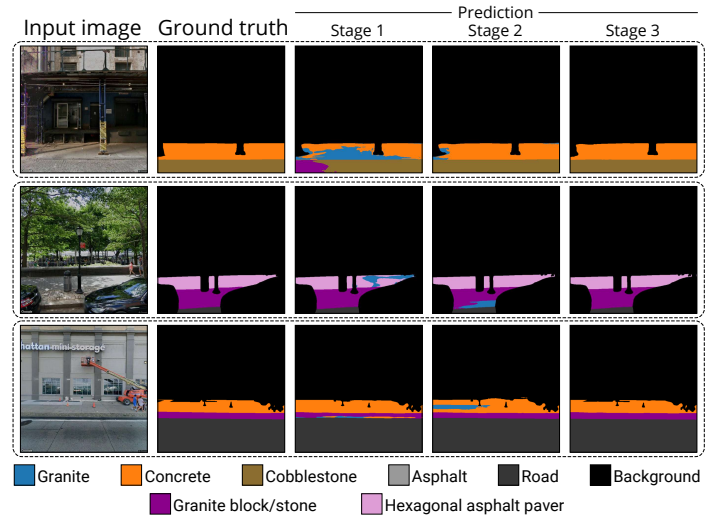 Prediction
Input image Ground truth Stage 1 Stage 2 Stage 3
hattan-mini-storage
Granite Concrete Cobblestone Asphalt Road Background
Granite block/stone Hexagonal asphalt paver